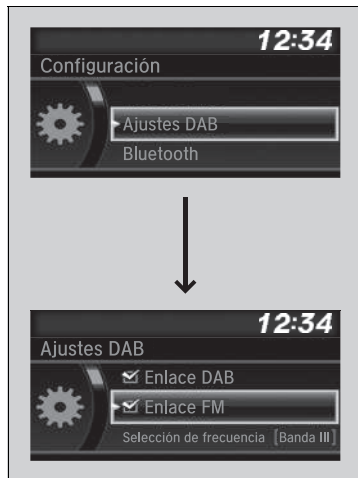 12:34
Configuración
Ajustes DAB
Bluetooth
12:34
Ajustes DAB
Enlace DAB
Enlace FM
Selección de frecuencia [Banda III]